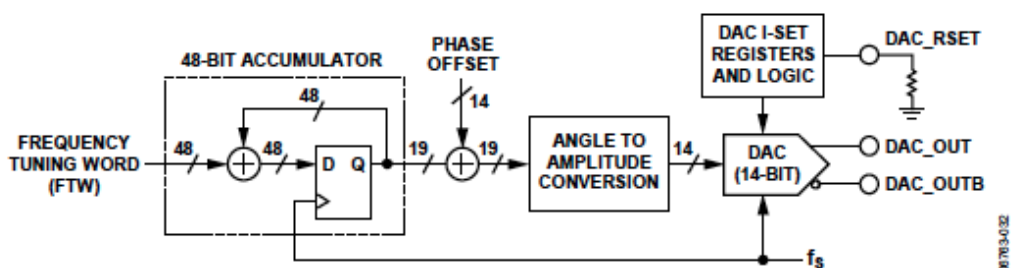 48-BIT ACCUMULATOR
PHASE
OFFSET
DAC I-SET
REGISTERS
AND LOGIC
DAC_RSET
48
14
FREQUENCY
TUNING WORD
(FTW)
48
48
D Q
19
19
ANGLE TO
AMPLITUDE
CONVERSION
14
DAC
(14-BIT)
DAC_OUT
DAC_OUTB
fs
06763-032